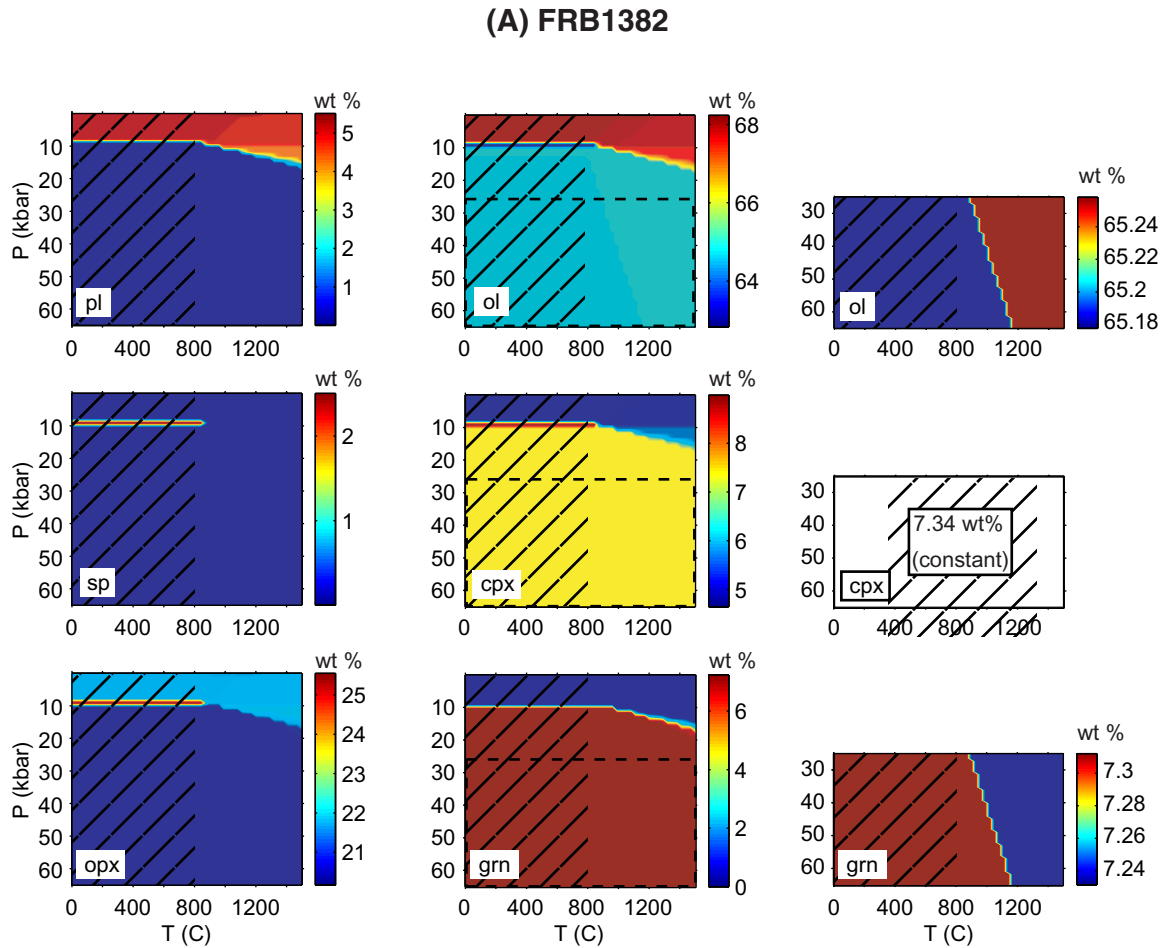 (A) FRB1382
wt %
P (kbar)
10
20
30
40
50
60
pl
0 400 800 1200
5
4
3
2
1
wt %
10
20
30
40
50
60
ol
0 400 800 1200
68
66
64
wt %
30
40
50
60
ol
0 400 800 1200
65.24
65.22
65.2
65.18
wt %
P (kbar)
10
20
30
40
50
60
sp
0 400 800 1200
2
1
wt %
10
20
30
40
50
60
cpx
0 400 800 1200
8
9
7
6
5
30
40
50
60
7.34 wt%
(constant)
cpx
0 400 800 1200
wt %
P (kbar)
10
20
30
40
50
60
opx
0 400 800 1200
T (C)
25
24
23
22
21
wt %
10
20
30
40
50
60
grn
0 400 800 1200
T (C)
6
4
2
0
wt %
30
40
50
60
grn
0 400 800 1200
7.3
7.28
7.26
7.24